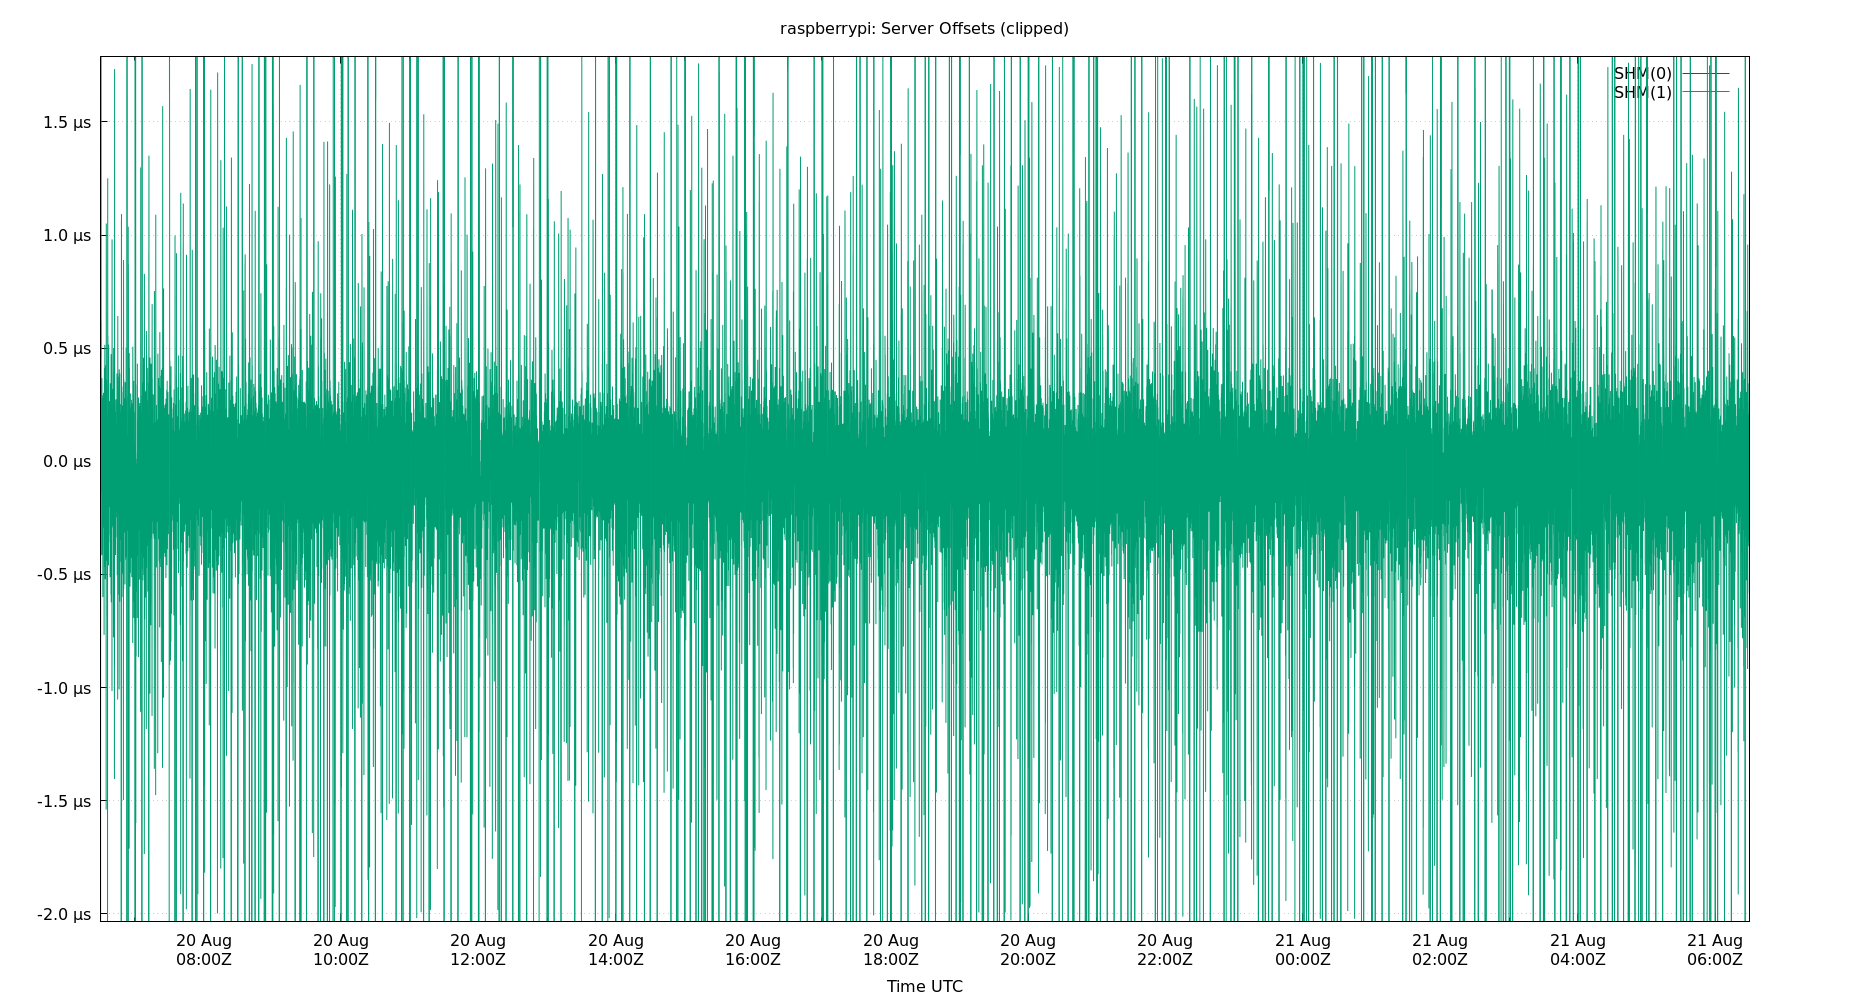 raspberrypi: Server Offsets (clipped)
SHM(0)
SHM(1)
1.5 µs
1.0 µs
0.5 µs
0.0 µs
-0.5 µs
-1.0 µs
-1.5 µs
-2.0 µs
20 Aug 20 Aug 20 Aug 20 Aug 20 Aug 20 Aug 20 Aug 20 Aug 21 Aug 21 Aug 21 Aug 21 Aug
08:00Z 10:00Z 12:00Z 14:00Z 16:00Z 18:00Z 20:00Z 22:00Z 00:00Z 02:00Z 04:00Z 06:00Z
Time UTC